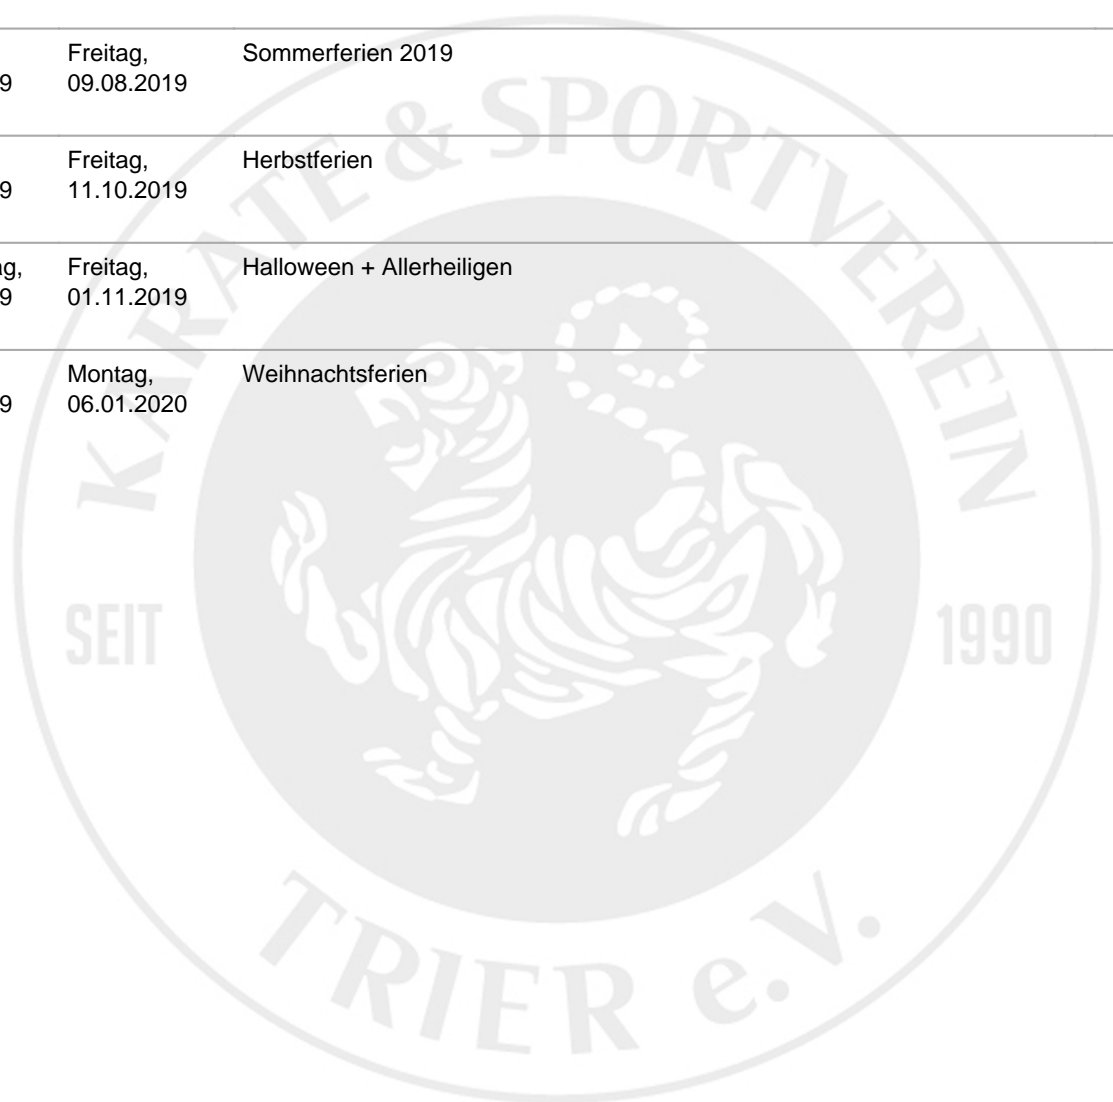 Freitag, Sommerferien 2019
9 09.08.2019
Freitag, Herbstferien
9 11.10.2019
g, Freitag, Halloween + Allerheiligen
9 01.11.2019
Montag, Weihnachtsferien
9 06.01.2020
KARATE & SPORTVEREIN
SEIT 1990
TRIER e.V.